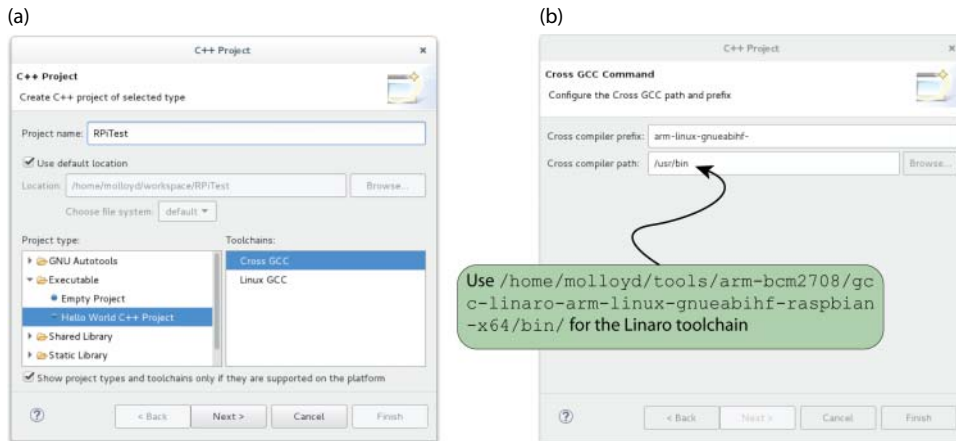 (a)
C++ Project
×
C++ Project
Create C++ project of selected type
Project name: RPiTest
Use default location
Location: /home/molloyd/workspace/RPiTest Browse...
Choose file system: default
Project type:
GNU Autotools
Executable
Empty Project
Hello World C++ Project
Shared Library
Static Library
Toolchains:
Cross GCC
Linux GCC
Show project types and toolchains only if they are supported on the platform
? < Back Next > Cancel Finish
(b)
C++ Project
×
Cross GCC Command
Configure the Cross GCC path and prefix
Cross compiler prefix: arm-linux-gnueabihf-
Cross compiler path: /usr/bin Browse...
Use /home/molloyd/tools/arm-bcm2708/gc
c-linaro-arm-linux-gnueabihf-raspbian
-x64/bin/ for the Linaro toolchain
? < Back Next > Cancel Finish